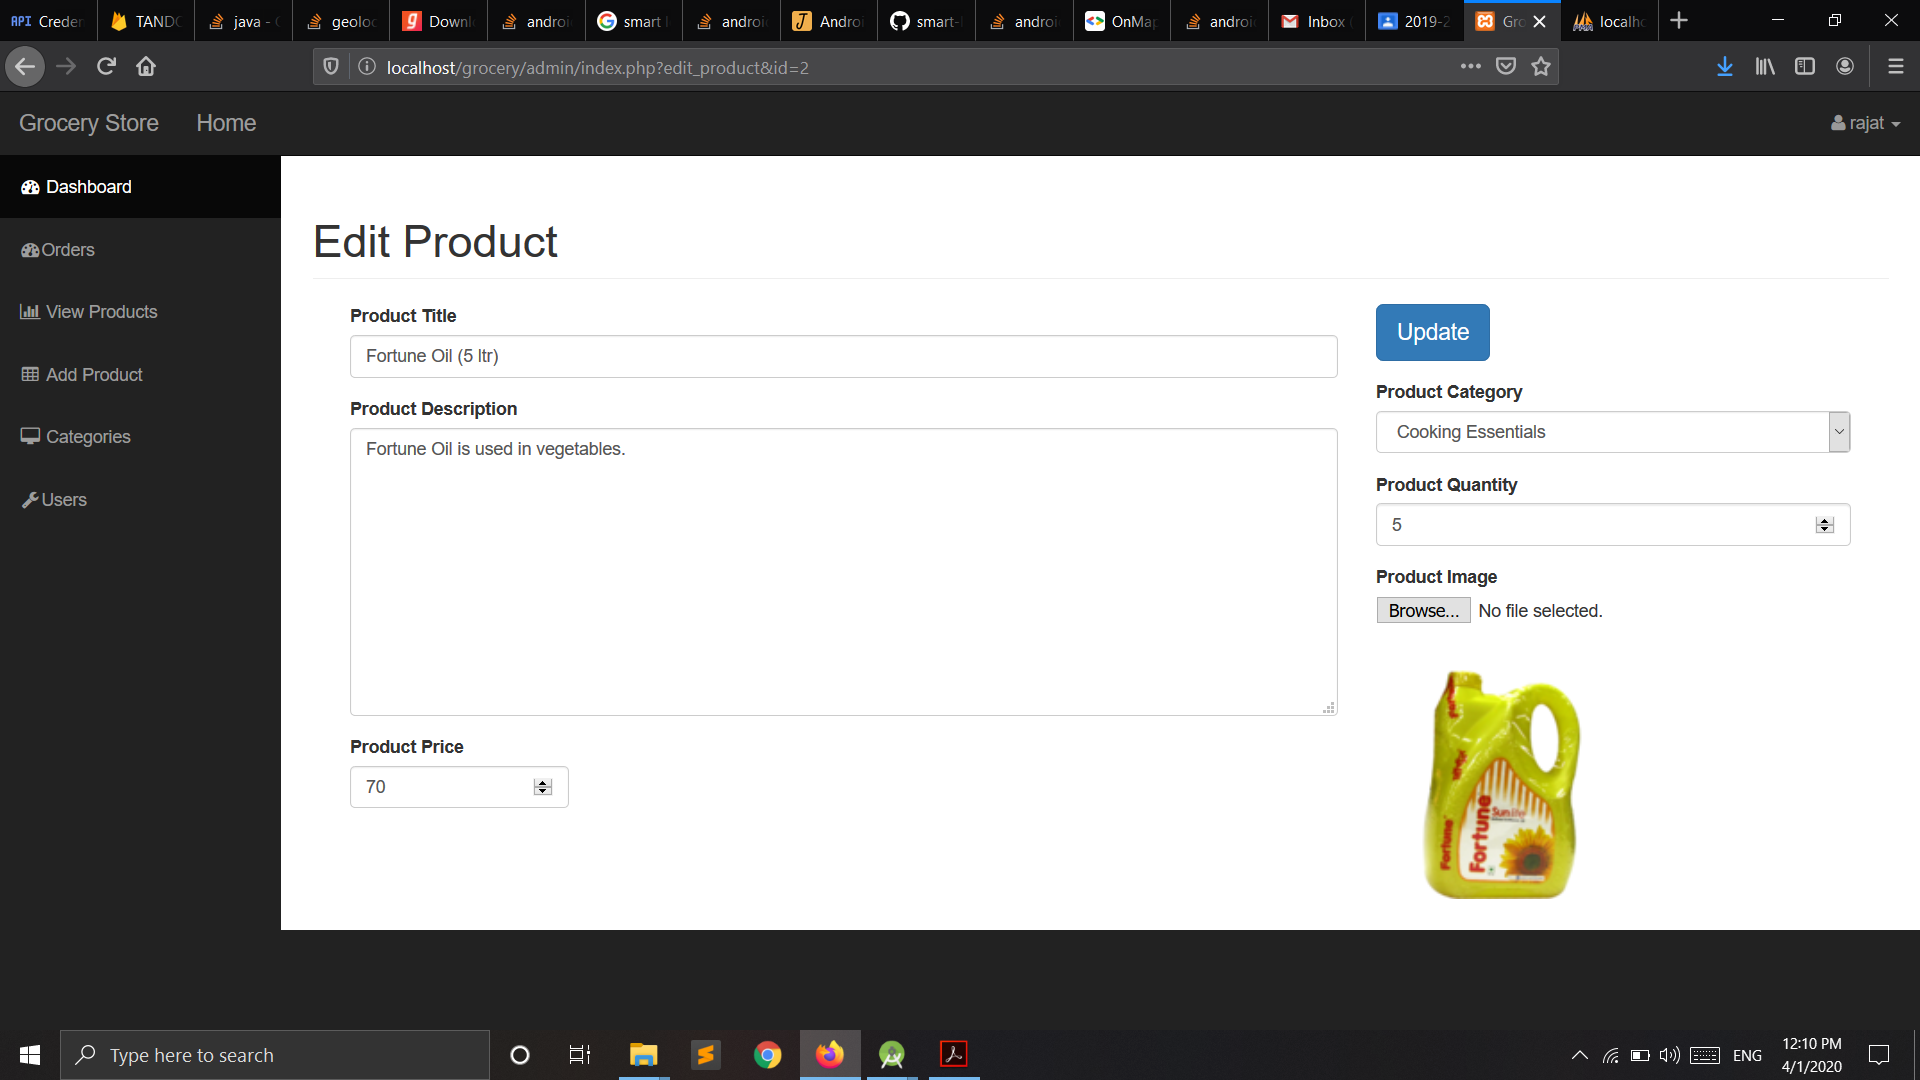 API Creder TANDO java - geoloc Downl androi smart androi Androi smart- androi OnMap androi Inbox ( 2019-2 Gro localho
localhost/grocery/admin/index.php?edit_product&id=2
Grocery Store Home rajat
Dashboard
Orders
View Products
Add Product
Categories
Users
Edit Product
Product Title
Fortune Oil (5 ltr)
Product Description
Fortune Oil is used in vegetables.
Product Price
70
Update
Product Category
Cooking Essentials
Product Quantity
5
Product Image
Browse... No file selected.
Fortune
Fortune
Type here to search
ENG
12:10 PM
4/1/2020